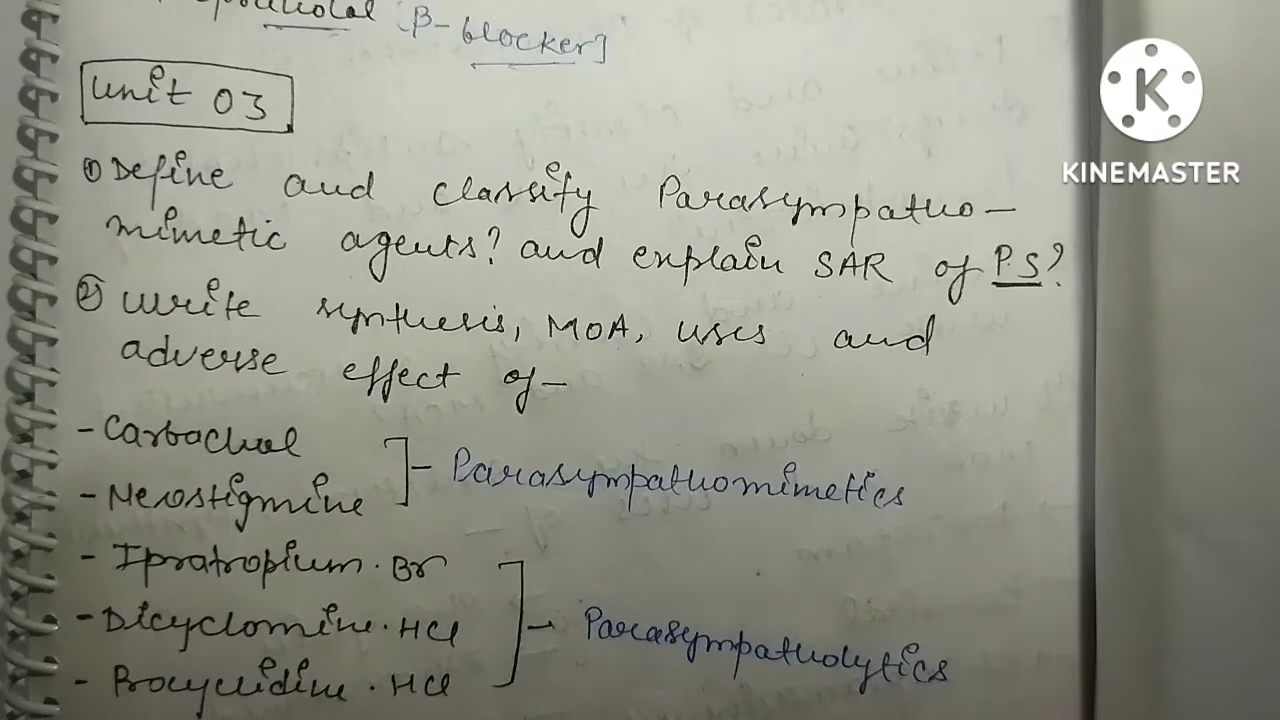 [β-blocker]
Unit 03
① Define and classify Parasympatho-
mimetic agents? and explain SAR of P.S?
② Write synthesis, MOA, uses and
adverse effect of-
- Carbachol
- Neostigmine
] - Parasympathomimetics
- Ipratropium.Br
- Dicyclomine.HCl
- Procyclidine.HCl
] - Parasympatholytics
K
KINEMASTER